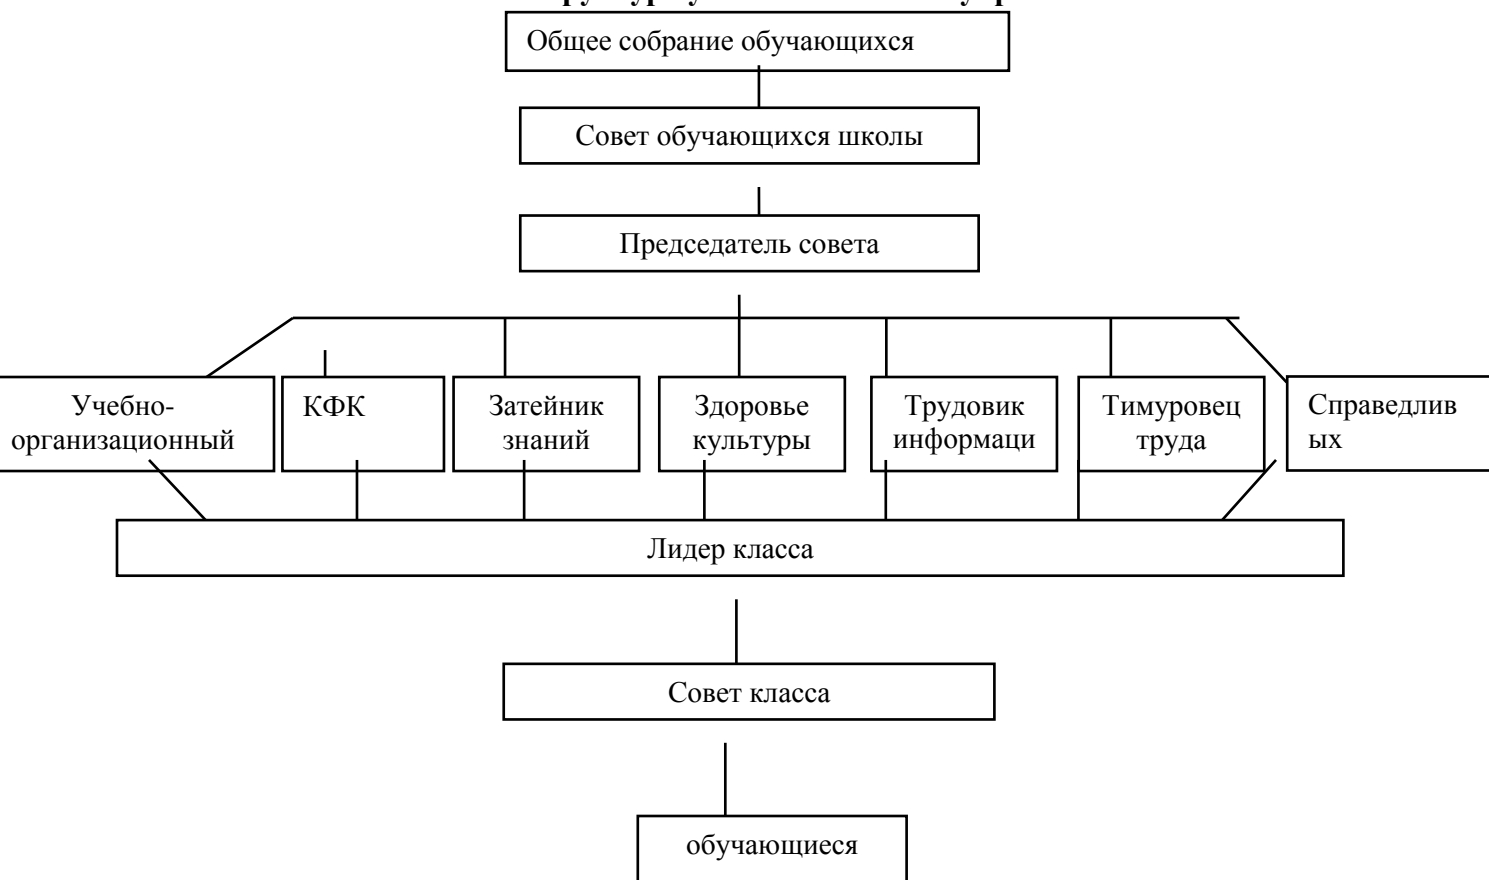 Общее собрание обучающихся
Совет обучающихся школы
Председатель совета
Учебно-
организационный
КФК
Затейник
знаний
Здоровье
культуры
Трудовик
информаци
Тимуровец
труда
Справедлив
ых
Лидер класса
Совет класса
обучающиеся